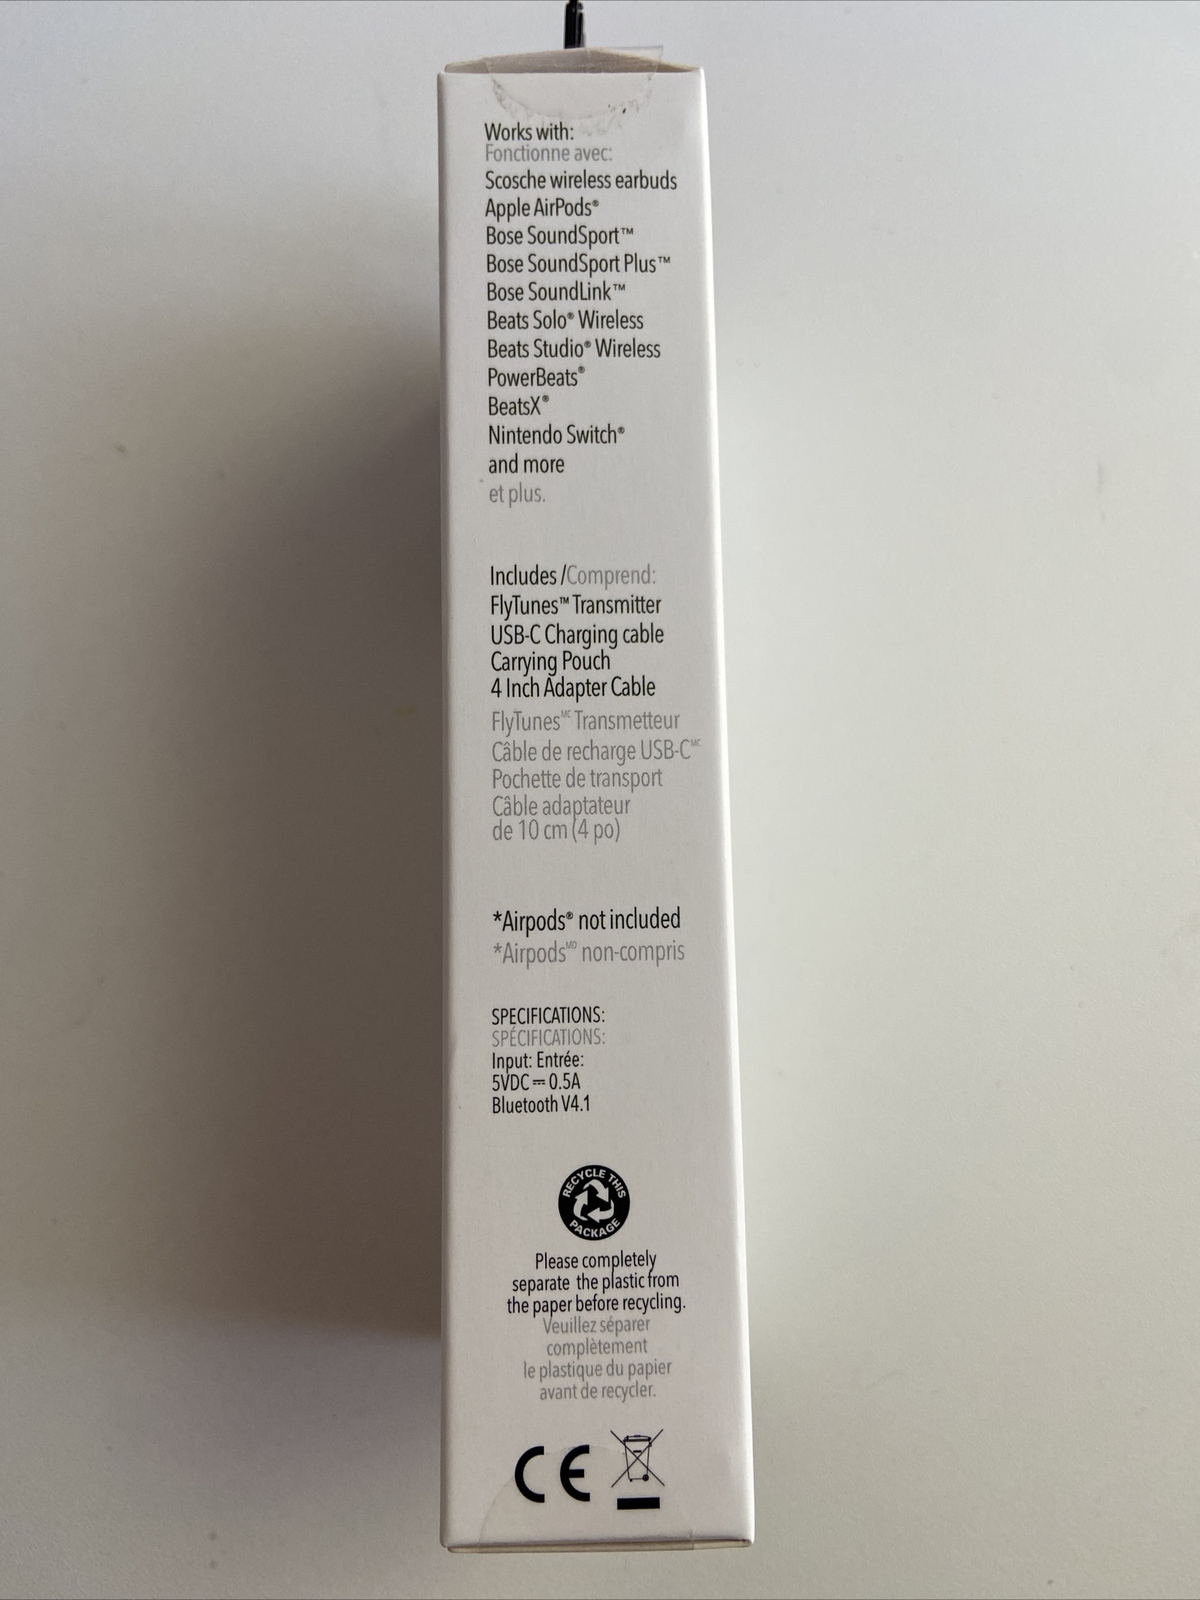 Works with:
Fonctionne avec:
Scosche wireless earbuds
Apple AirPods®
Bose SoundSport™
Bose SoundSport Plus™
Bose SoundLink™
Beats Solo® Wireless
Beats Studio® Wireless
PowerBeats®
BeatsX®
Nintendo Switch®
and more
et plus.
Includes /Comprend:
FlyTunes™ Transmitter
USB-C Charging cable
Carrying Pouch
4 Inch Adapter Cable
FlyTunesᴹᶜ Transmetteur
Câble de recharge USB-Cᴹᶜ
Pochette de transport
Câble adaptateur
de 10 cm (4 po)
*Airpods® not included
*Airpodsᴹᴰ non-compris
SPECIFICATIONS:
SPÉCIFICATIONS:
Input: Entrée:
5VDC ⎓ 0.5A
Bluetooth V4.1
RECYCLE THIS
PACKAGE
Please completely
separate the plastic from
the paper before recycling.
Veuillez séparer
complètement
le plastique du papier
avant de recycler.
CE